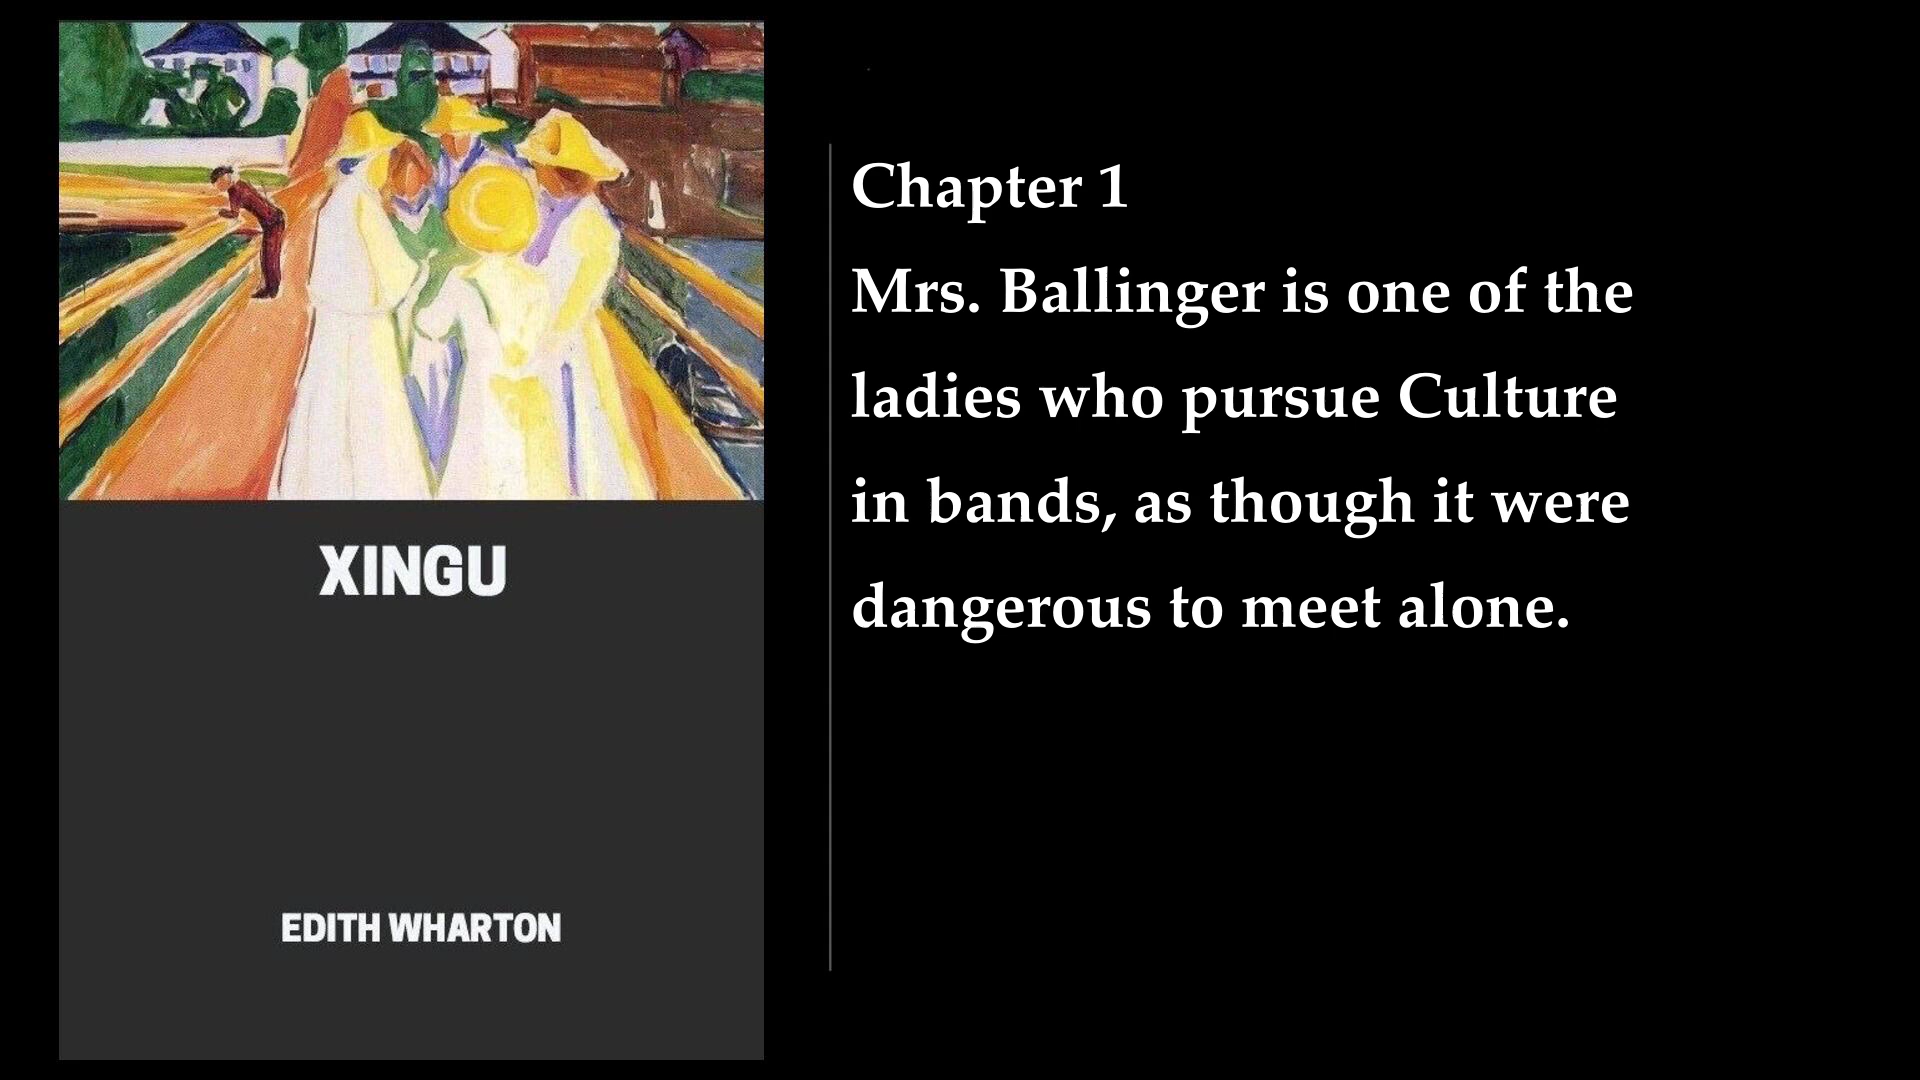 XINGU
EDITH WHARTON
Chapter 1
Mrs. Ballinger is one of the
ladies who pursue Culture
in bands, as though it were
dangerous to meet alone.